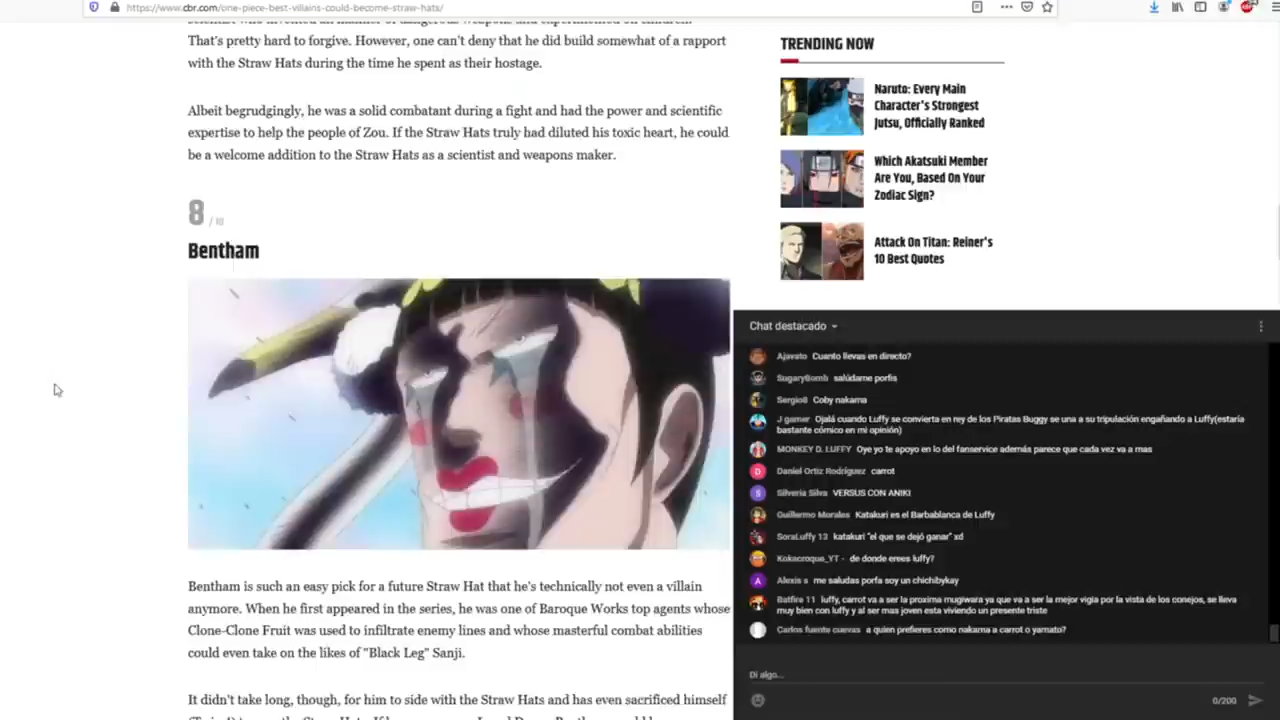 https://www.cbr.com/one-piece-best-villains-could-become-straw-hats/
That's pretty hard to forgive. However, one can't deny that he did build somewhat of a rapport
with the Straw Hats during the time he spent as their hostage.
Albeit begrudgingly, he was a solid combatant during a fight and had the power and scientific
expertise to help the people of Zou. If the Straw Hats truly had diluted his toxic heart, he could
be a welcome addition to the Straw Hats as a scientist and weapons maker.
8 / 10
Bentham
Bentham is such an easy pick for a future Straw Hat that he's technically not even a villain
anymore. When he first appeared in the series, he was one of Baroque Works top agents whose
Clone-Clone Fruit was used to infiltrate enemy lines and whose masterful combat abilities
could even take on the likes of "Black Leg" Sanji.
It didn't take long, though, for him to side with the Straw Hats and has even sacrificed himself
TRENDING NOW
Naruto: Every Main
Character's Strongest
Jutsu, Officially Ranked
Which Akatsuki Member
Are You, Based On Your
Zodiac Sign?
Attack On Titan: Reiner's
10 Best Quotes
Chat destacado
Ajavato Cuanto llevas en directo?
SugaryBomb salúdame porfis
Sergio8 Coby nakama
J gamer Ojalá cuando Luffy se convierta en rey de los Piratas Buggy se una a su tripulación engañando a Luffy(estaría
bastante cómico en mi opinión)
MONKEY D. LUFFY Oye yo te apoyo en lo del fanservice además parece que cada vez va a mas
Daniel Ortiz Rodríguez carrot
Silveria Silva VERSUS CON ANIKI
Guillermo Morales Katakuri es el Barbablanca de Luffy
SoraLuffy 13 katakuri "el que se dejó ganar" xd
Kokacroque_YT - de donde erees luffy?
Alexis s me saludas porfa soy un chichibykay
Batfire 11 luffy, carrot va a ser la proxima mugiwara ya que va a ser la mejor vigia por la vista de los conejos, se lleva
muy bien con luffy y al ser mas joven esta viviendo un presente triste
Carlos fuente cuevas a quien prefieres como nakama a carrot o yamato?
Di algo...
0/200